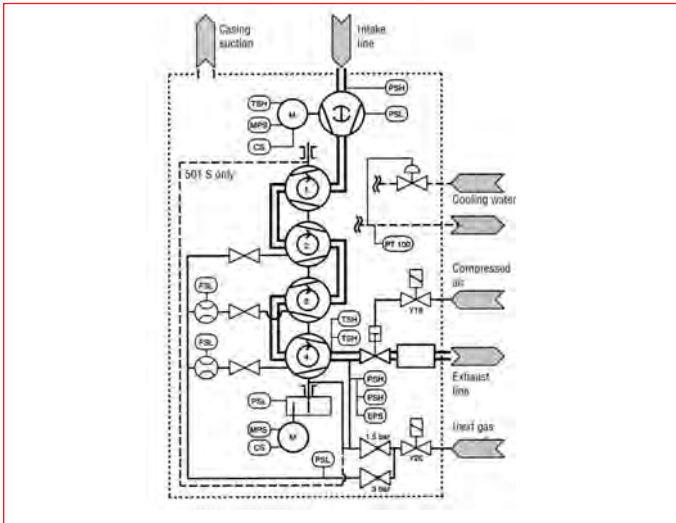 Casing
suction
Intake
line
PSH
TSH
M
MPS
PSL
CS
501 S only
1
Cooling water
2
PT 100
Compressed
air
FSL
3
Y18
TSH
FSL
TSH
4
PSH
Exhaust
line
PSL
PSH
EPS
MPS
M
1.5 bar
Inert gas
CS
PSL
3 bar